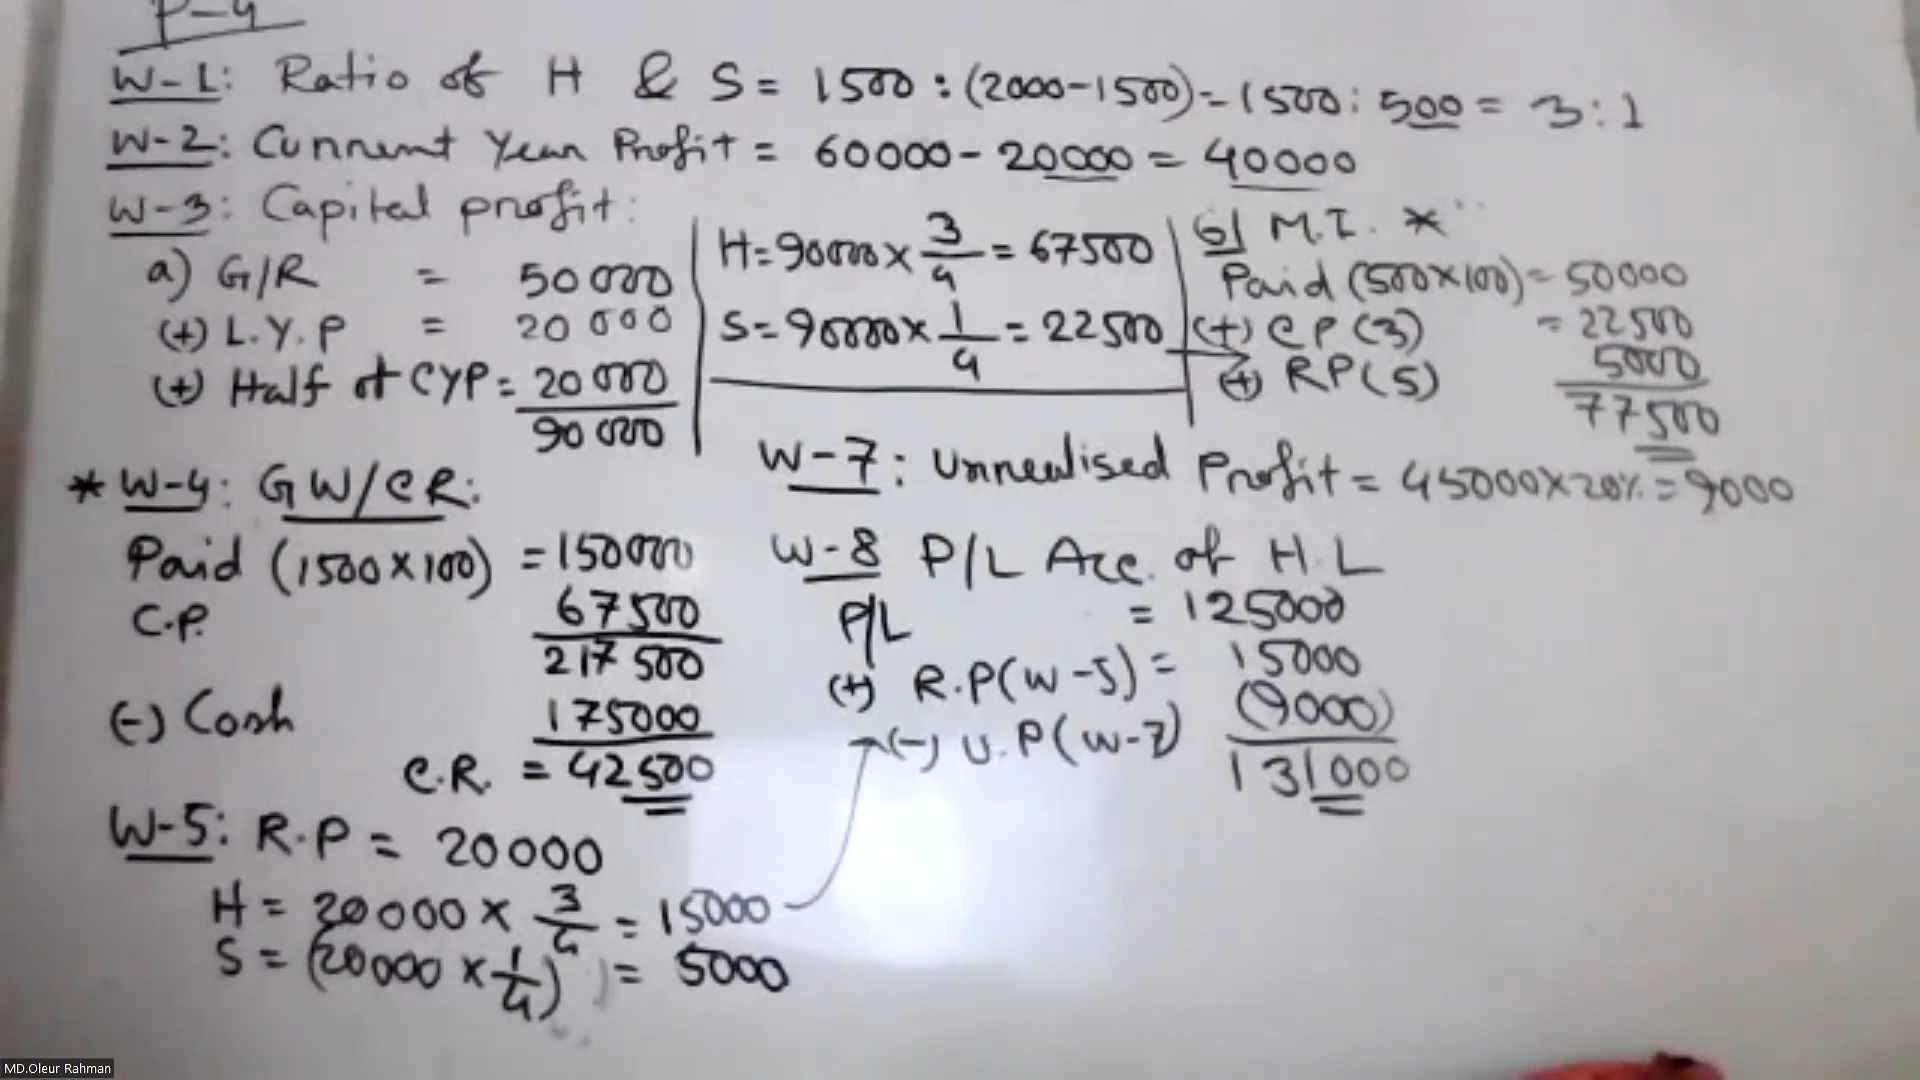 P-4
W-1: Ratio of H & S = 1500 : (2000-1500) = 1500 : 500 = 3:1
W-2: Current Year Profit = 60000 - 20000 = 40000
W-3: Capital profit:
a) G/R = 50000
(+) L.Y.P = 20000
(+) Half of CYP = 20000
90000
H = 90000 × 3/4 = 67500
S = 90000 × 1/4 = 22500
6/ M.I. *
Paid (500×100) = 50000
(+) CP (3) = 22500
(+) RP (5) 5000
77500
* W-4: GW/CR:
Paid (1500×100) = 150000
C.P. 67500
217500
(-) Cash 175000
C.R. = 42500
W-5: R.P = 20000
H = 20000 × 3/4 = 15000
S = (20000 × 1/4) = 5000
W-7: Unrealised Profit = 45000×20% = 9000
W-8 P/L Acc. of H.L
P/L = 125000
(+) R.P (W-5) = 15000
(-) U.P (W-7) (9000)
131000
MD.Oleur Rahman